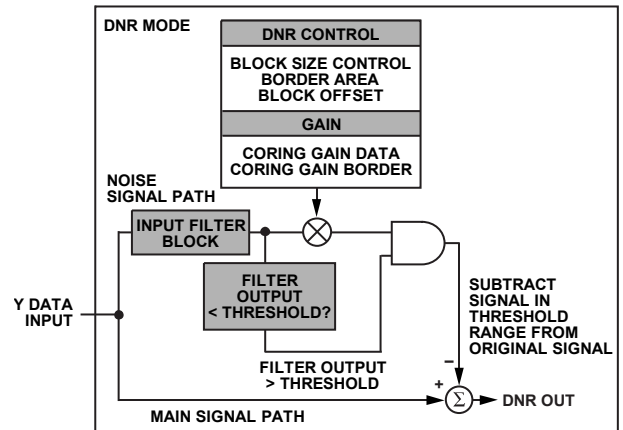 DNR MODE
DNR CONTROL
BLOCK SIZE CONTROL
BORDER AREA
BLOCK OFFSET
GAIN
CORING GAIN DATA
CORING GAIN BORDER
NOISE
SIGNAL PATH
INPUT FILTER
BLOCK
Y DATA
INPUT
FILTER
OUTPUT
< THRESHOLD?
SUBTRACT
SIGNAL IN
THRESHOLD
RANGE FROM
ORIGINAL SIGNAL
FILTER OUTPUT
> THRESHOLD
–
+
Σ
DNR OUT
MAIN SIGNAL PATH